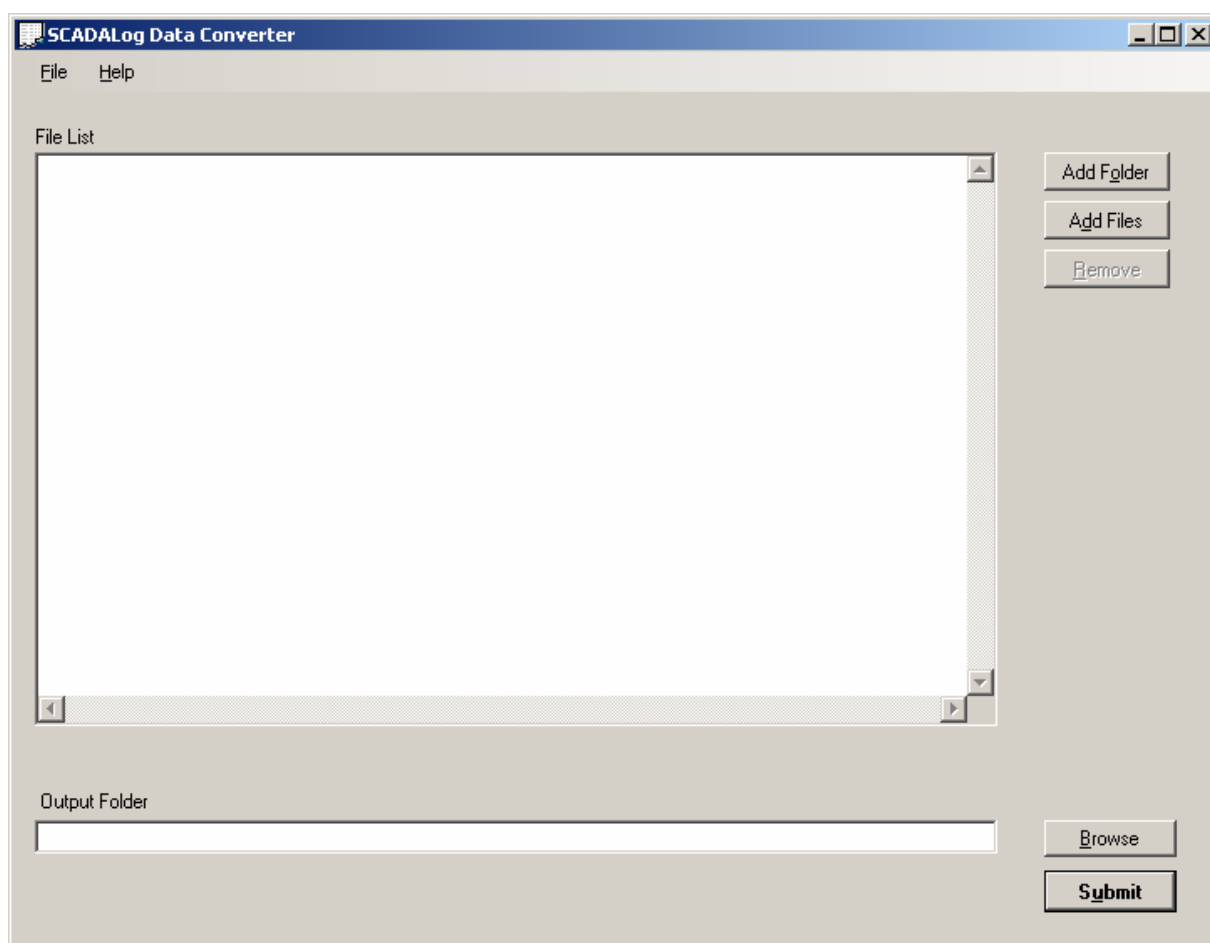 SCADALog Data Converter
File Help
File List
Add Folder
Add Files
Remove
Output Folder
Browse
Submit